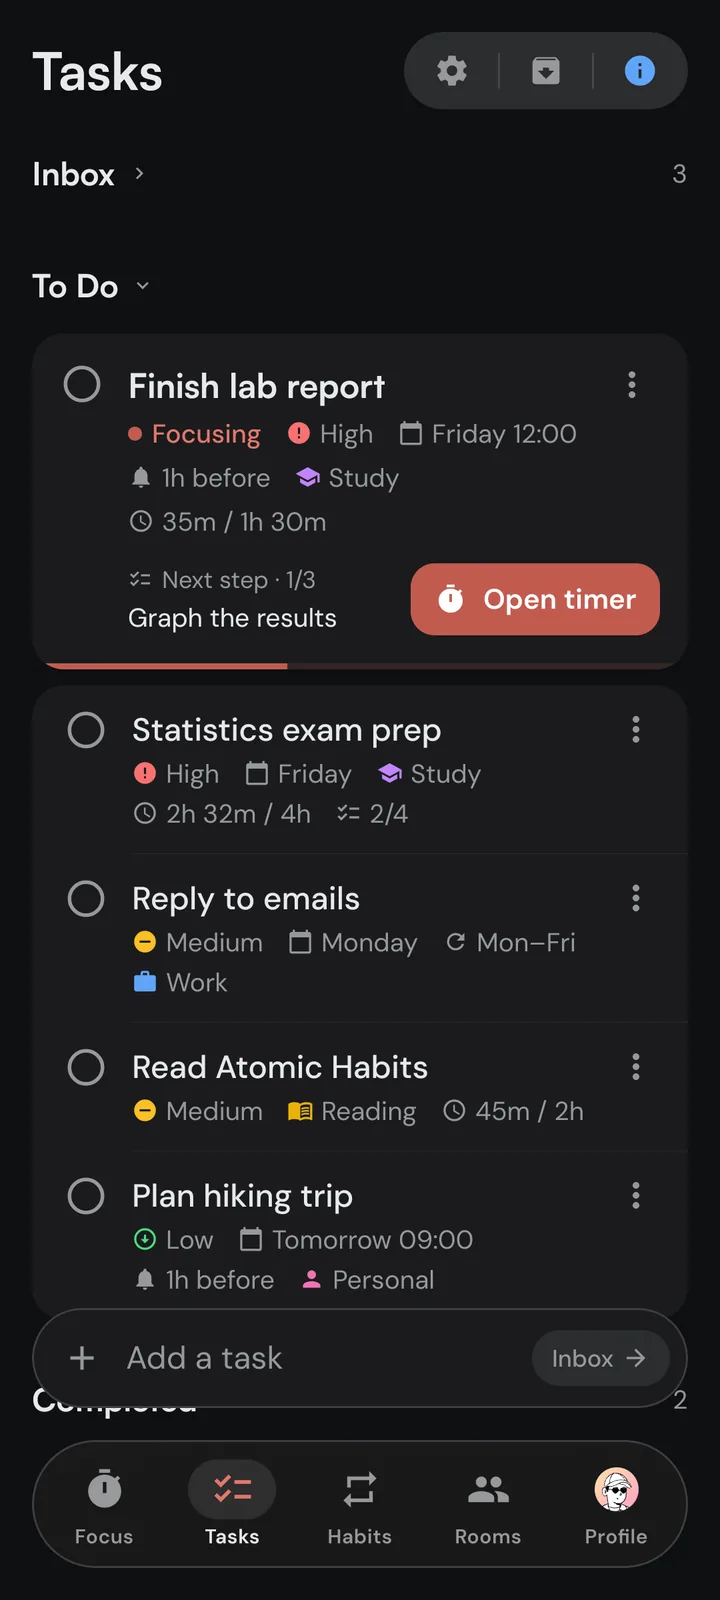 Tasks
Inbox 3
To Do
Finish lab report
Focusing High Friday 12:00
1h before Study
35m / 1h 30m
Next step · 1/3
Graph the results
Open timer
Statistics exam prep
High Friday Study
2h 32m / 4h 2/4
Reply to emails
Medium Monday Mon–Fri
Work
Read Atomic Habits
Medium Reading 45m / 2h
Plan hiking trip
Low Tomorrow 09:00
1h before Personal
Add a task Inbox
Completed 2
Focus Tasks Habits Rooms Profile